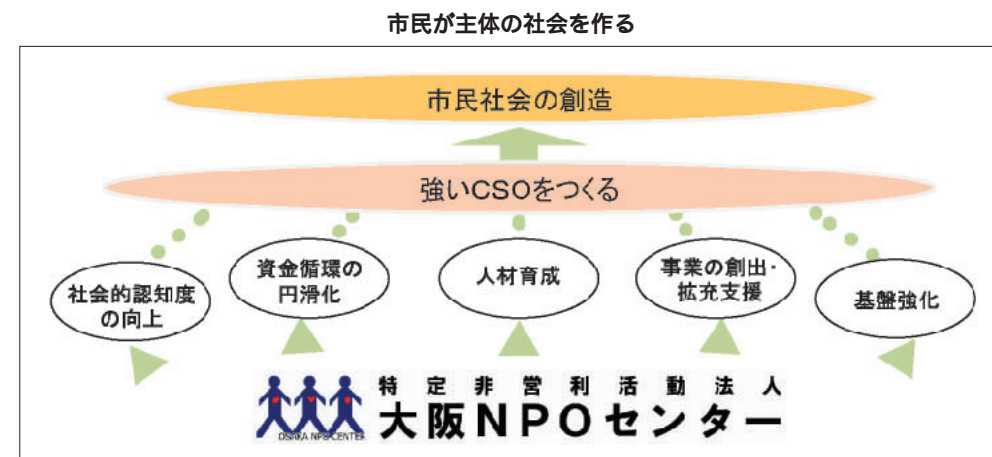 市民が主体の社会を作る
市民社会の創造
強いCSOをつくる
社会的認知度
の向上
資金循環の
円滑化
人材育成
事業の創出・
拡充支援
基盤強化
特定非営利活動法人
大阪NPOセンター
OSAKA NPO CENTER